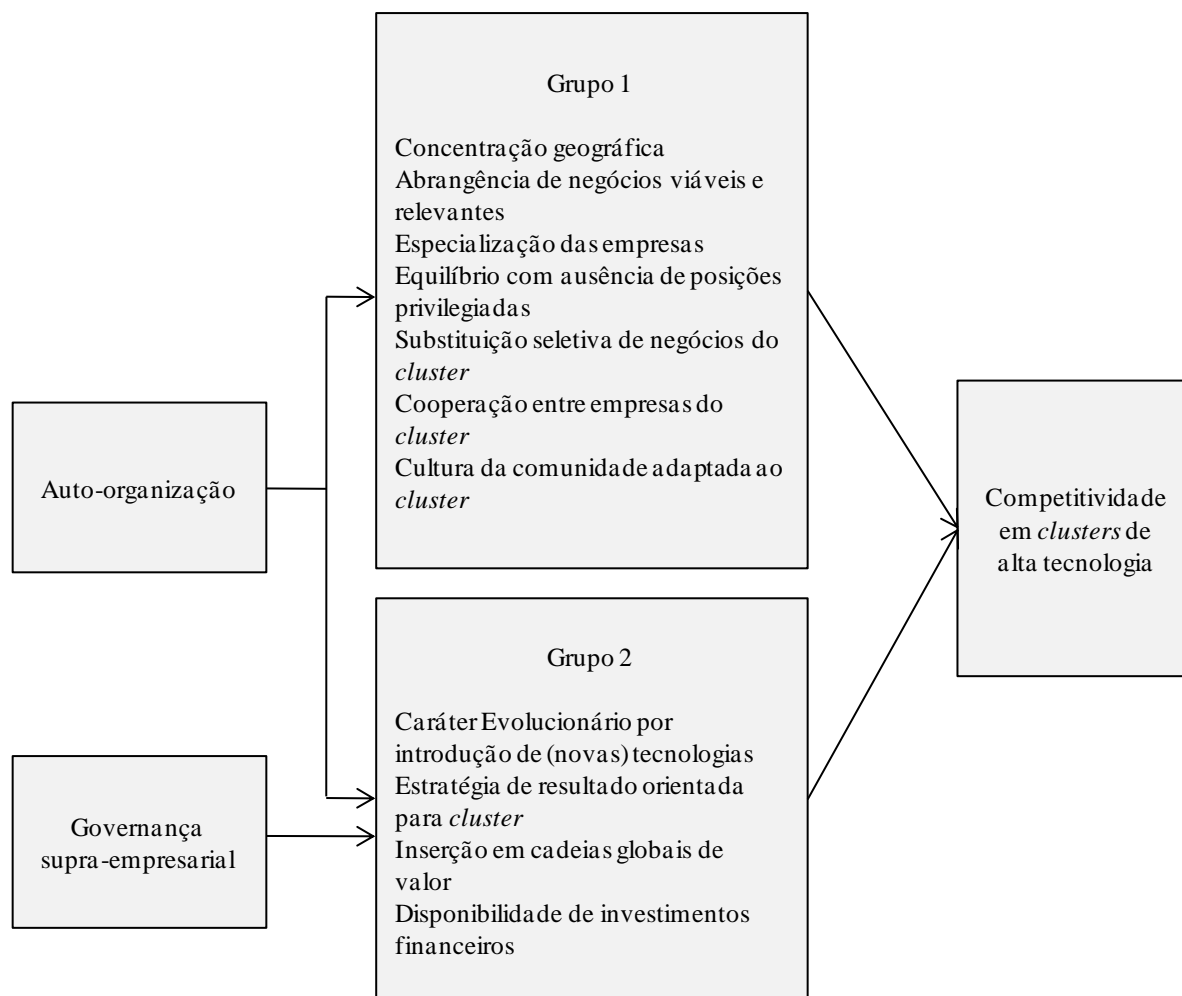 Grupo 1
Concentração geográfica
Abrangência de negócios viáveis e
relevantes
Especialização das empresas
Equilíbrio com ausência de posições
privilegiadas
Substituição seletiva de negócios do
cluster
Cooperação entre empresas do
cluster
Cultura da comunidade adaptada ao
cluster
Auto-organização
Competitividade
em clusters de
alta tecnologia
Grupo 2
Caráter Evolucionário por
introdução de (novas) tecnologias
Estratégia de resultado orientada
para cluster
Inserção em cadeias globais de
valor
Disponibilidade de investimentos
financeiros
Governança
supra-empresarial